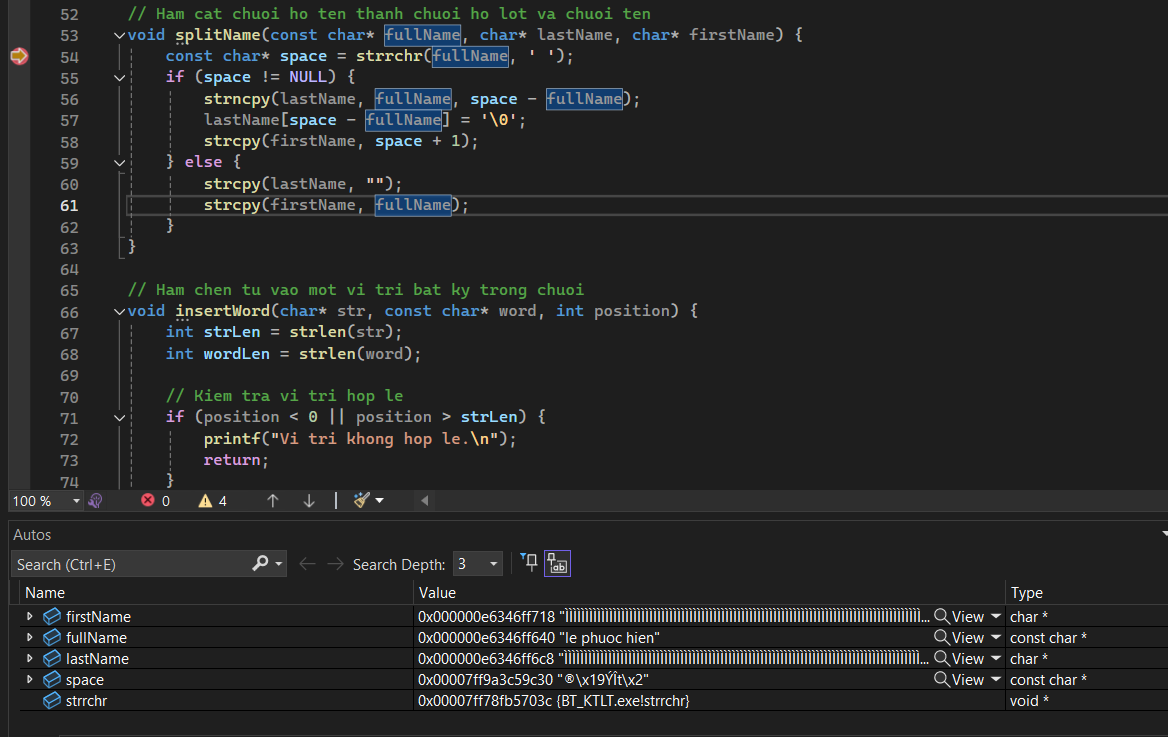 52 // Ham cat chuoi ho ten thanh chuoi ho lot va chuoi ten
53 void splitName(const char* fullName, char* lastName, char* firstName) {
54 const char* space = strrchr(fullName, ' ');
55 if (space != NULL) {
56 strncpy(lastName, fullName, space - fullName);
57 lastName[space - fullName] = '\0';
58 strcpy(firstName, space + 1);
59 } else {
60 strcpy(lastName, "");
61 strcpy(firstName, fullName);
62 }
63 }
64
65 // Ham chen tu vao mot vi tri bat ky trong chuoi
66 void insertWord(char* str, const char* word, int position) {
67 int strLen = strlen(str);
68 int wordLen = strlen(word);
69
70 // Kiem tra vi tri hop le
71 if (position < 0 || position > strLen) {
72 printf("Vi tri khong hop le.\n");
73 return;
74 }
100 % 0 4
Autos
Search (Ctrl+E) Search Depth: 3
Name Value Type
firstName 0x000000e6346ff718 " ... View char *
fullName 0x000000e6346ff640 "le phuoc hien" View const char *
lastName 0x000000e6346ff6c8 " ... View char *
space 0x00007ff9a3c59c30 "®\x19ÝÎt\x2" View const char *
strrchr 0x00007ff78fb5703c {BT_KTLT.exe!strrchr} void *